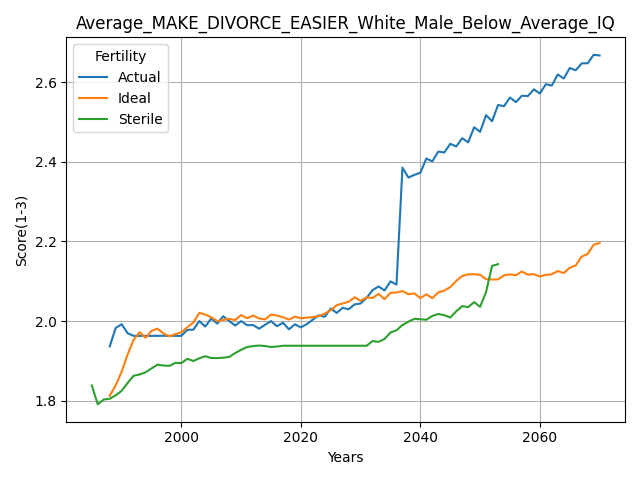 Average_MAKE_DIVORCE_EASIER_White_Male_Below_Average_IQ
Fertility
Actual
Ideal
Sterile
Score(1-3)
2.6
2.4
2.2
2.0
1.8
2000
2020
2040
2060
Years